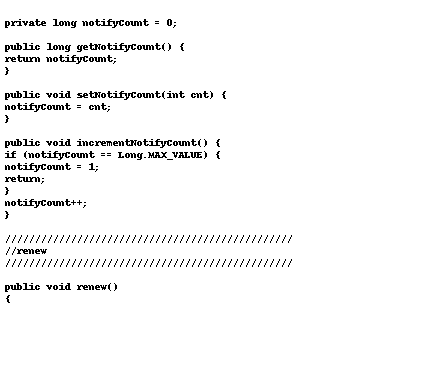 private long notifyCount = 0;
public long getNotifyCount() {
return notifyCount;
}
public void setNotifyCount(int cnt) {
notifyCount = cnt;
}
public void incrementNotifyCount() {
if (notifyCount == Long.MAX_VALUE) {
notifyCount = 1;
return;
}
notifyCount++;
}
////////////////////////////////////////////////
//renew
////////////////////////////////////////////////
public void renew()
{